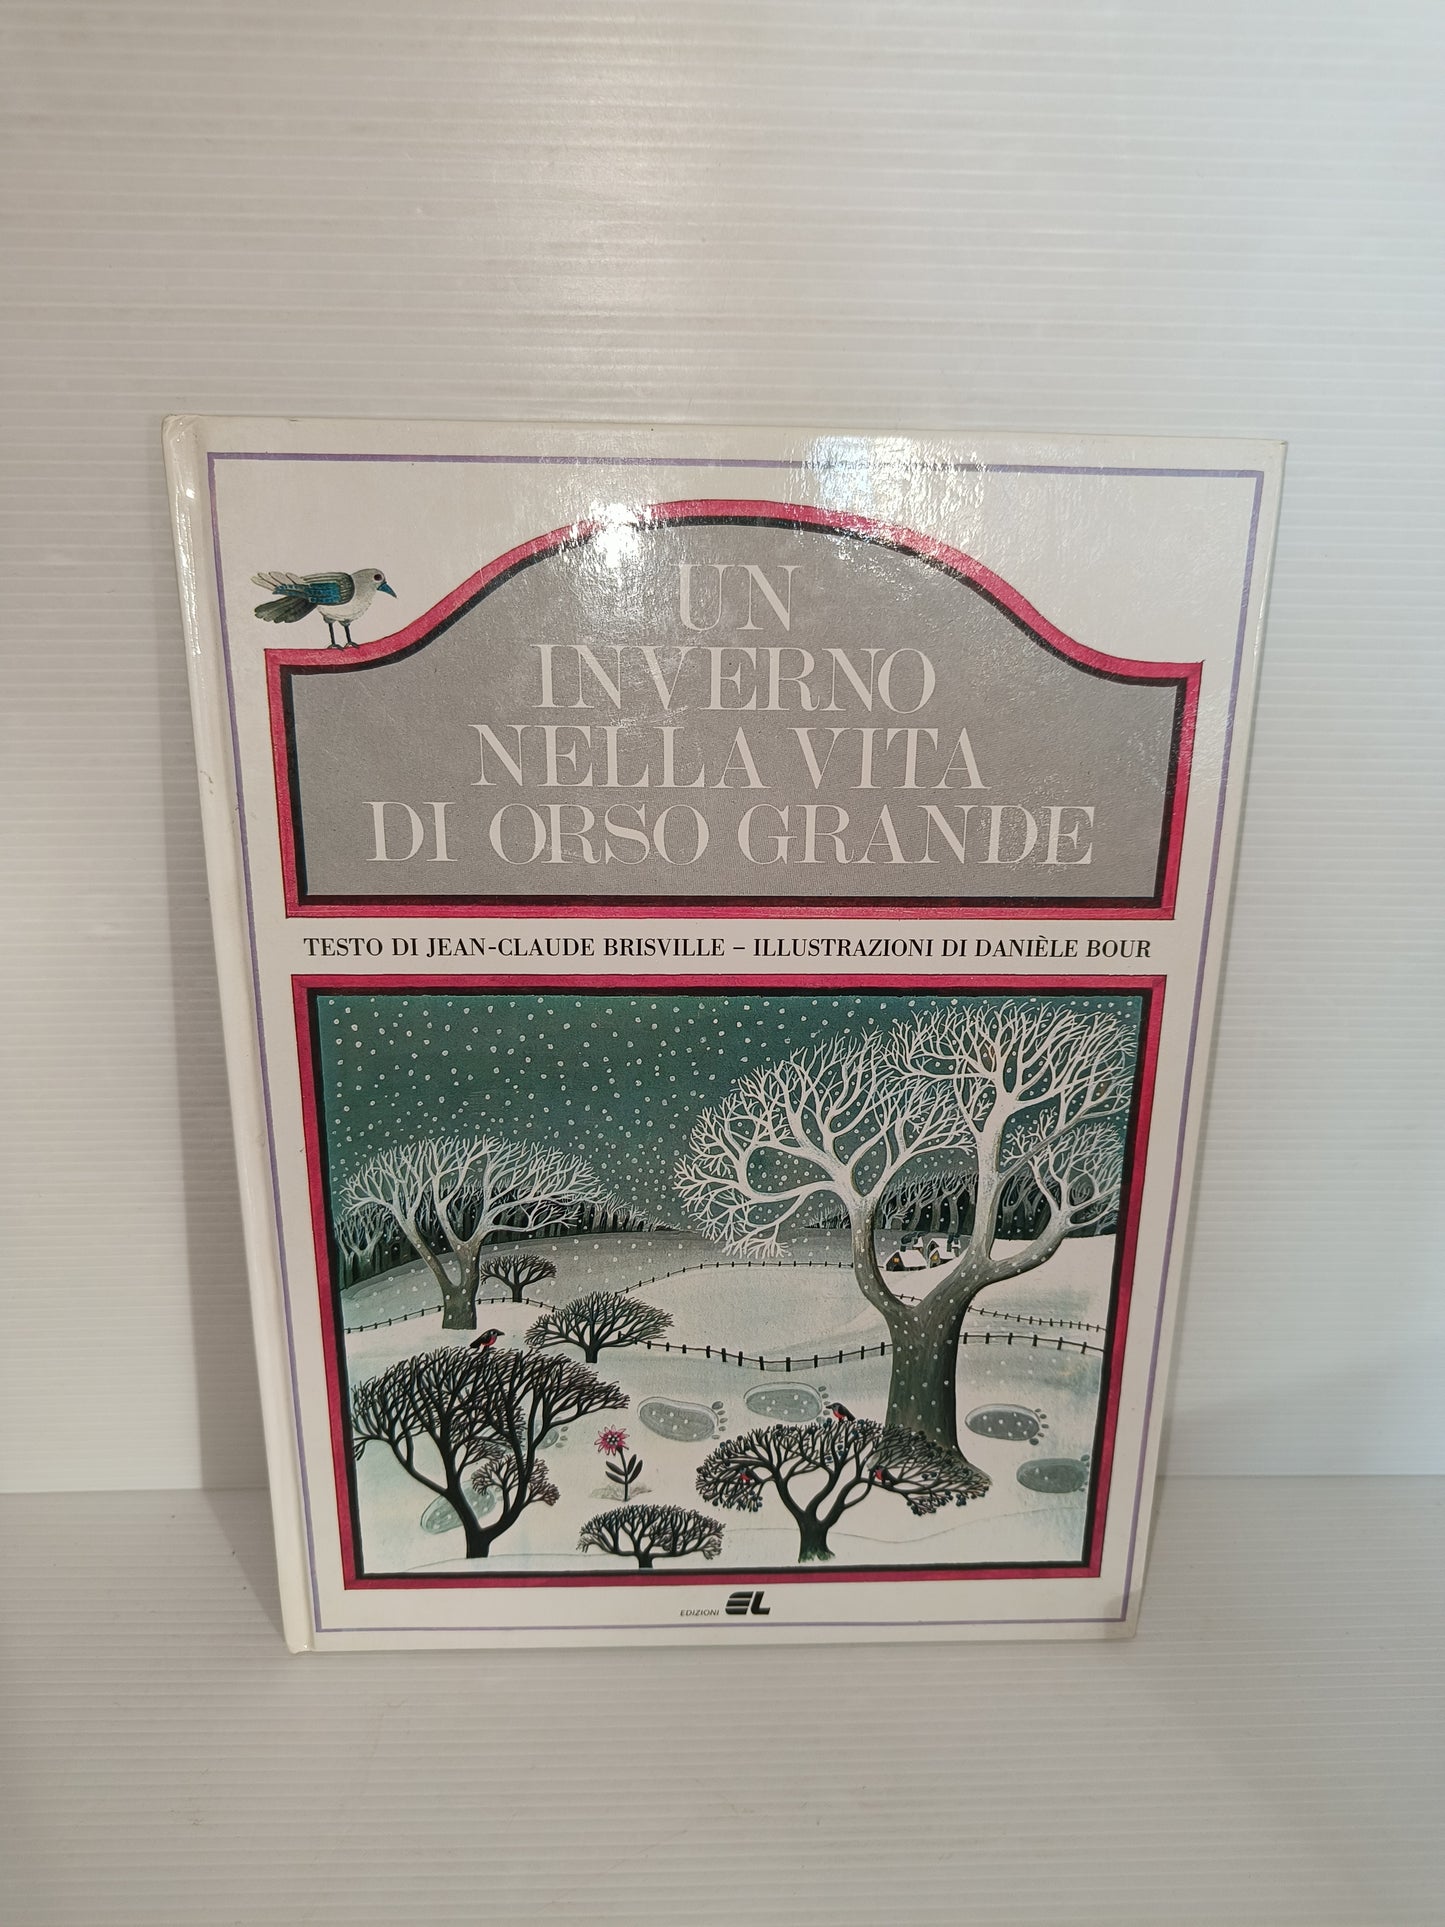 UN
INVERNO
NELLA VITA
DI ORSO GRANDE
TESTO DI JEAN-CLAUDE BRISVILLE – ILLUSTRAZIONI DI DANIÈLE BOUR
EDIZIONI EL